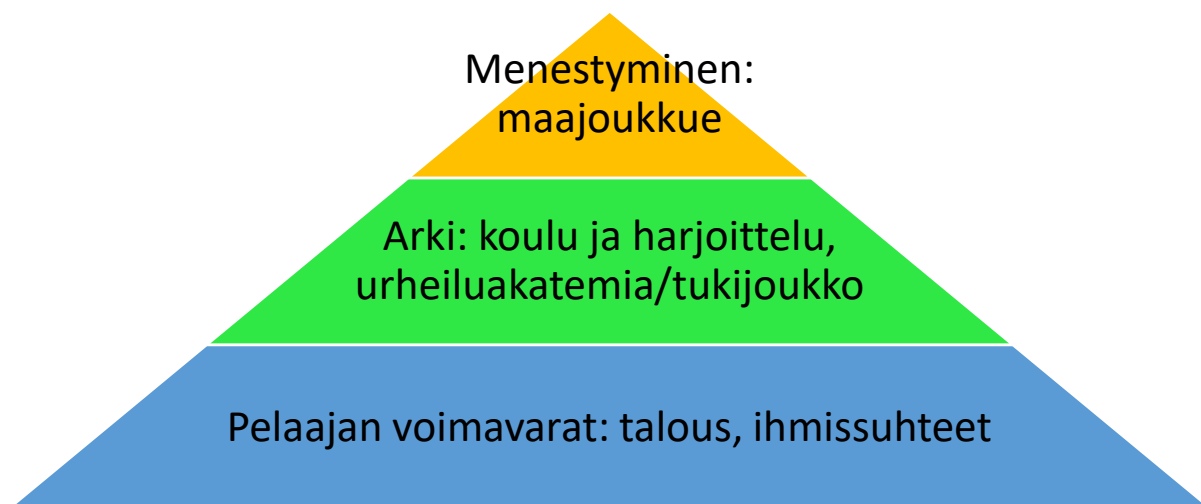 Menestyminen:
maajoukkue
Arki: koulu ja harjoittelu,
urheiluakatemia/tukijoukko
Pelaajan voimavarat: talous, ihmissuhteet